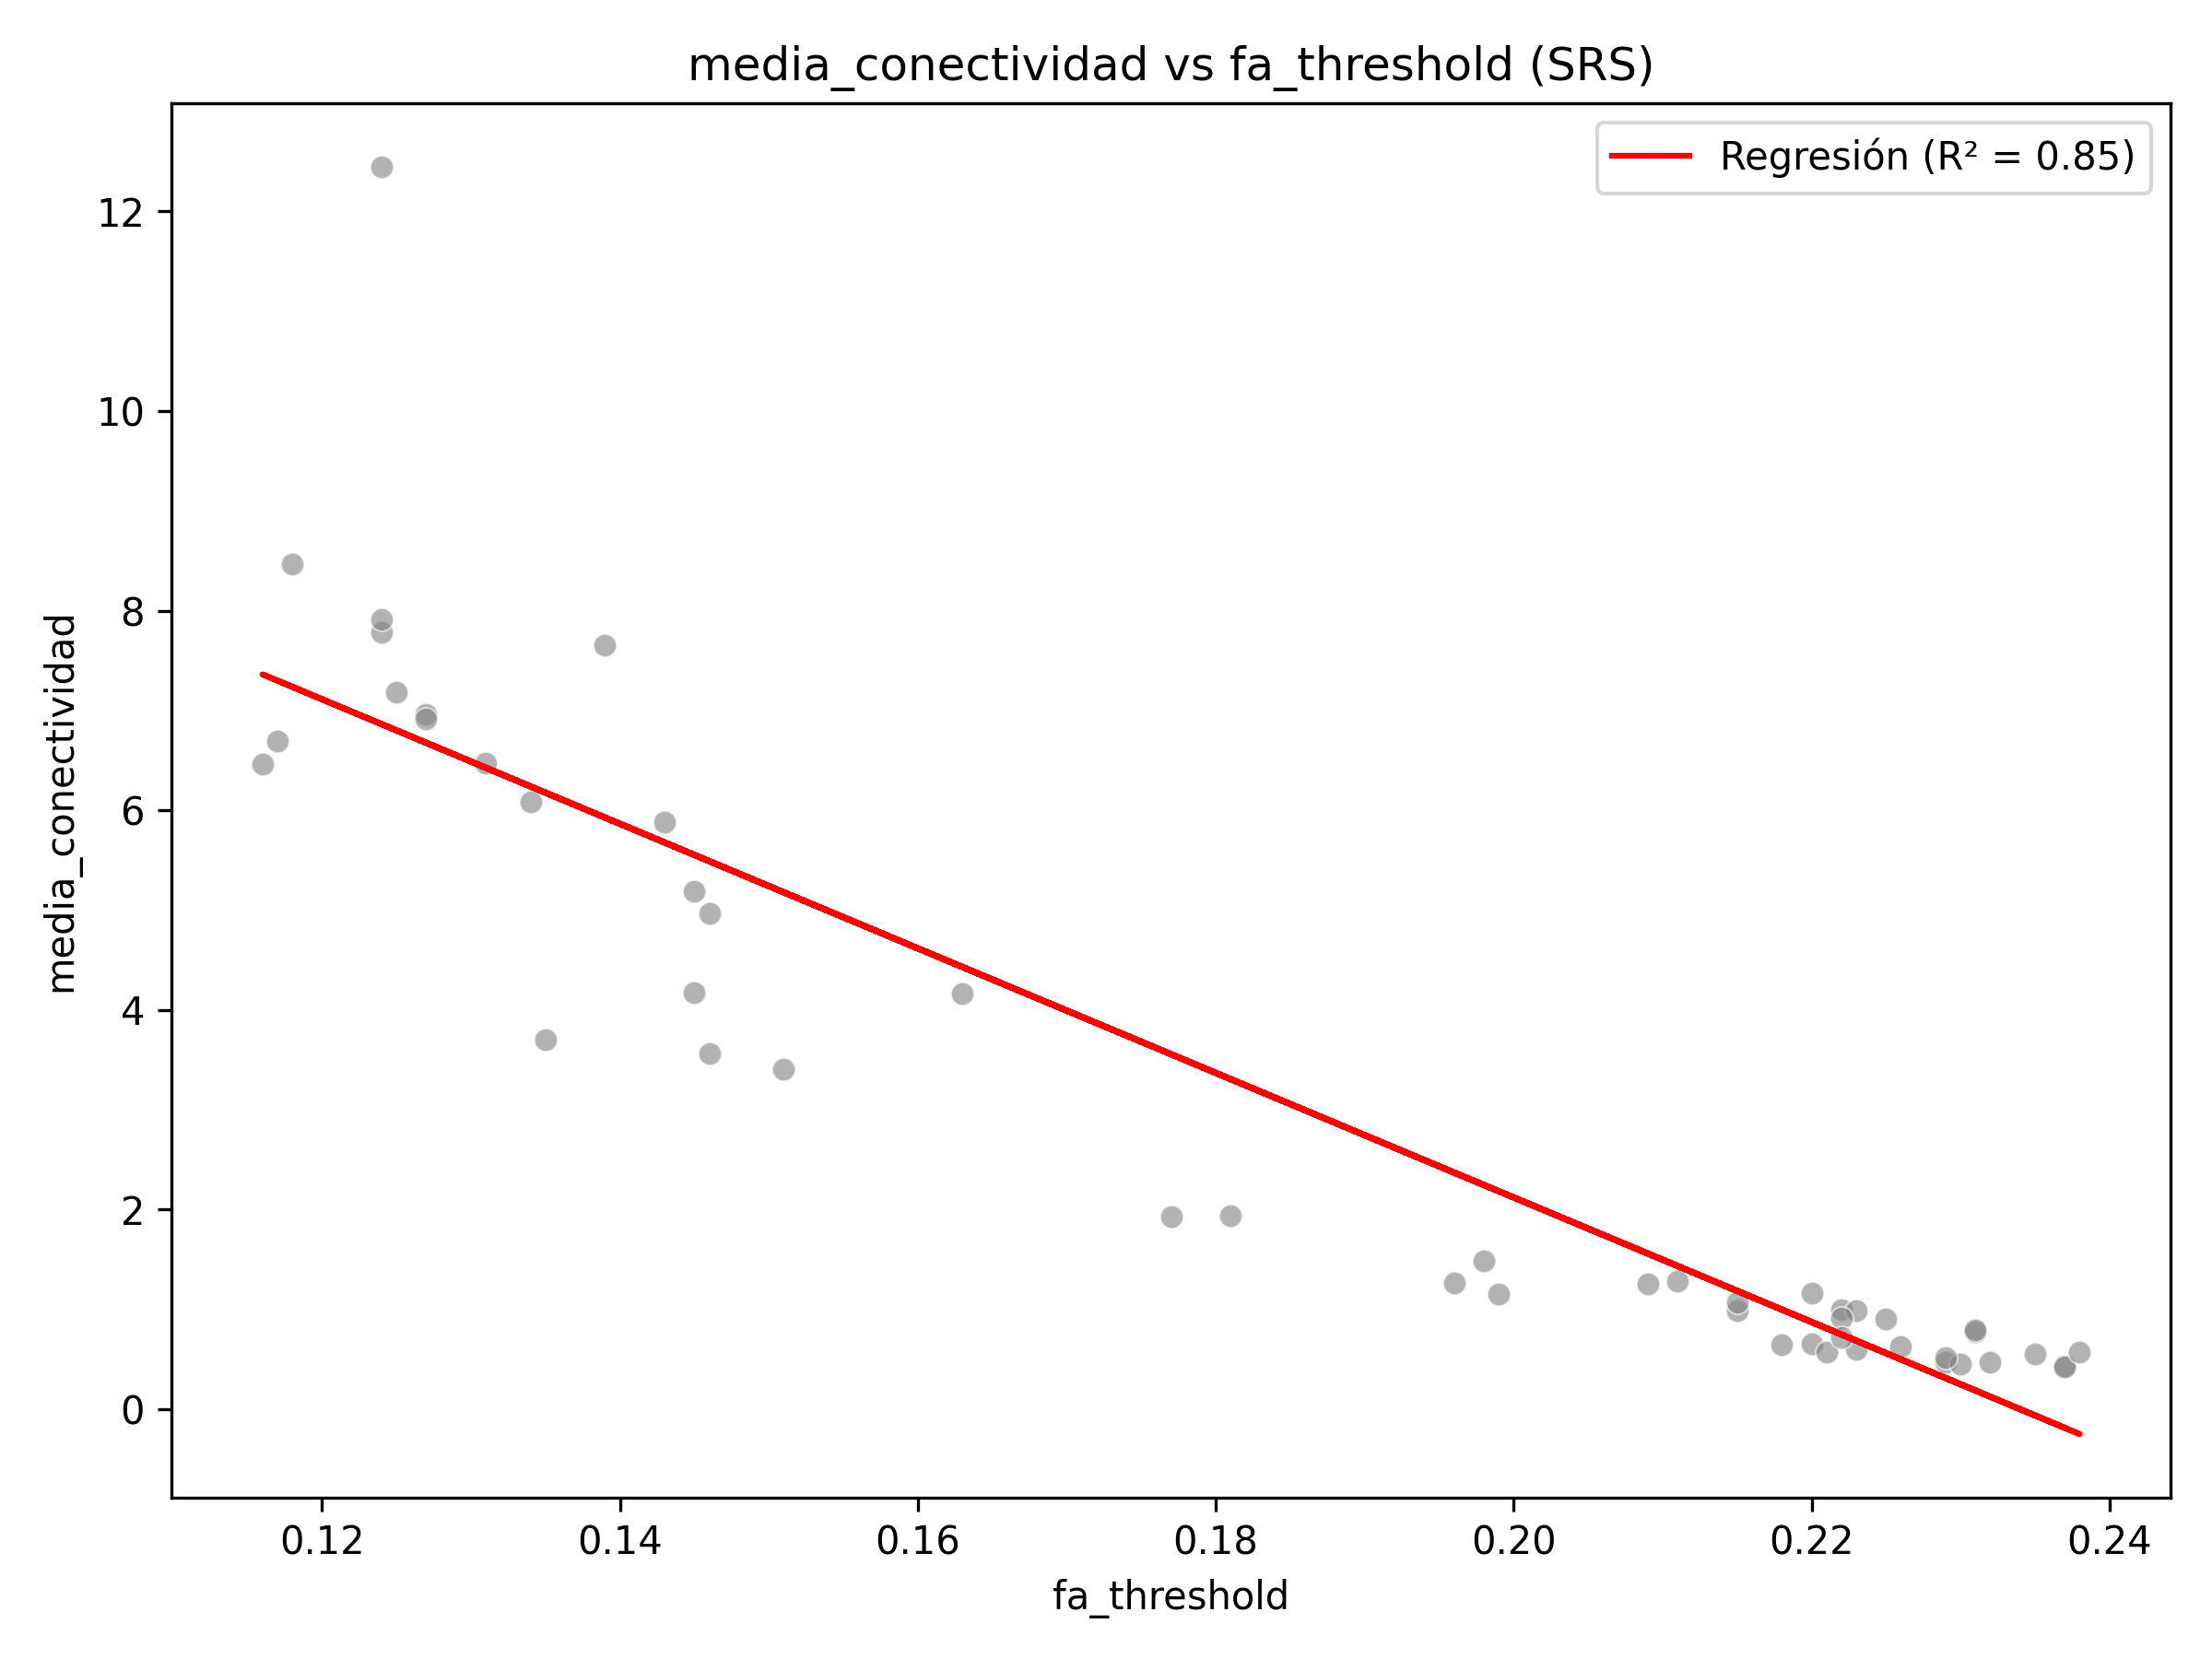 media_conectividad vs fa_threshold (SRS)
Regresión (R² = 0.85)
12
10
8
6
4
2
0
media_conectividad
0.12 0.14 0.16 0.18 0.20 0.22 0.24
fa_threshold